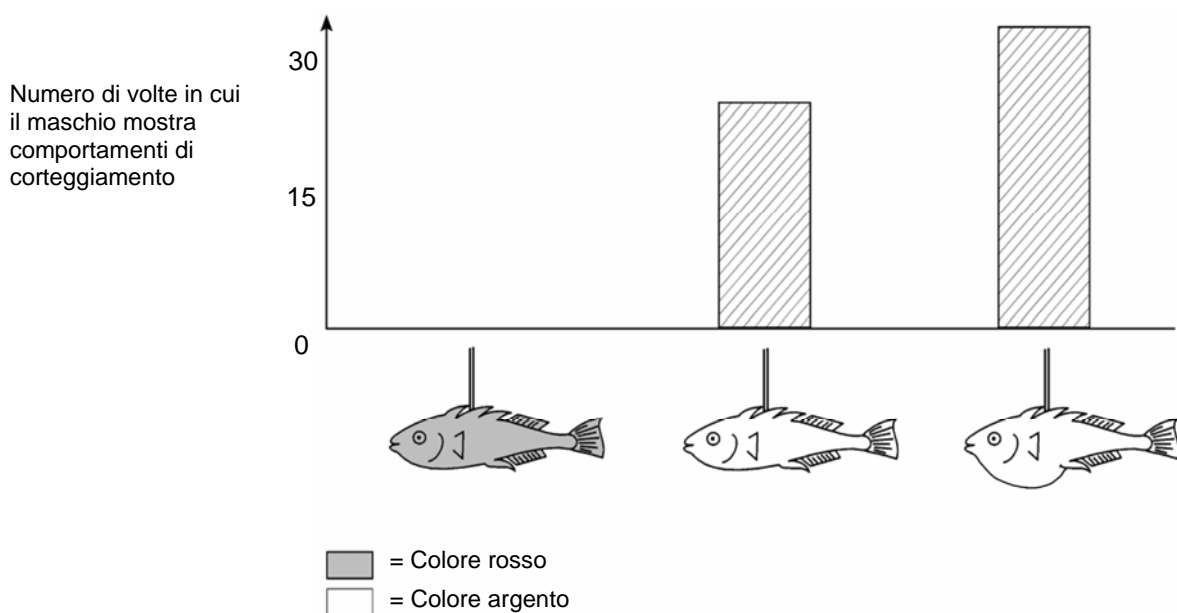 30
Numero di volte in cui
il maschio mostra
comportamenti di
corteggiamento
15
0
= Colore rosso
= Colore argento